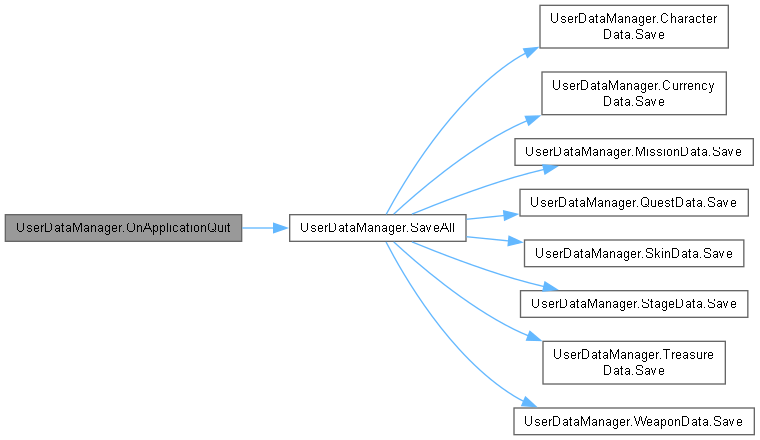 UserDataManager.OnApplicationQuit
UserDataManager.SaveAll
UserDataManager.Character
Data.Save
UserDataManager.Currency
Data.Save
UserDataManager.MissionData.Save
UserDataManager.QuestData.Save
UserDataManager.SkinData.Save
UserDataManager.StageData.Save
UserDataManager.Treasure
Data.Save
UserDataManager.WeaponData.Save